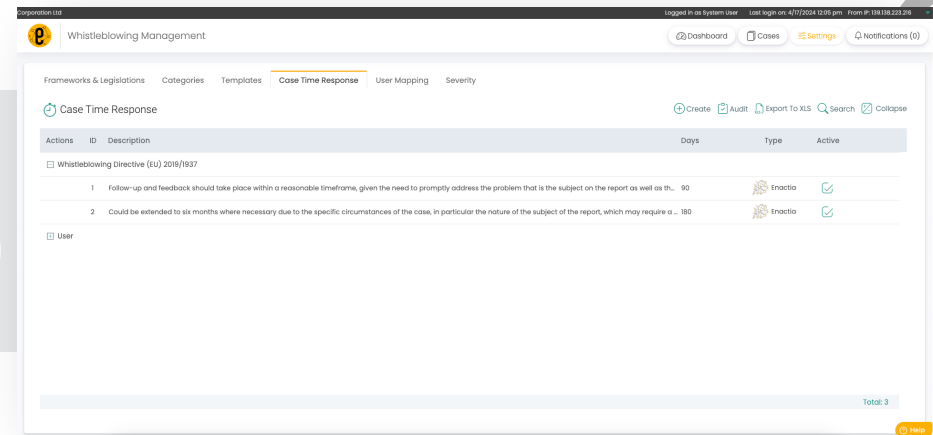 Corporation Ltd Logged in as System User Last login on: 4/17/2024 12:05 pm From IP: 139.138.223.216
e Whistleblowing Management Dashboard Cases Settings Notifications (0)
Frameworks & Legislations Categories Templates Case Time Response User Mapping Severity
Case Time Response Create Audit Export To XLS Search Collapse
Actions ID Description Days Type Active
Whistleblowing Directive (EU) 2019/1937
1 Follow-up and feedback should take place within a reasonable timeframe, given the need to promptly address the problem that is the subject on the report as well as th... 90 Enactia
2 Could be extended to six months where necessary due to the specific circumstances of the case, in particular the nature of the subject of the report, which may require a ... 180 Enactia
User
Total: 3
Help